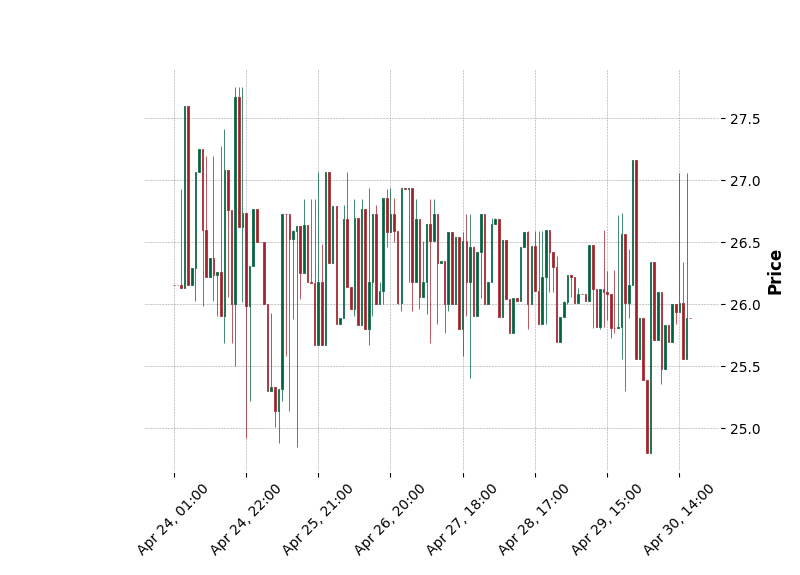 27.5
27.0
26.5
26.0
25.5
25.0
Price
Apr 24, 01:00
Apr 24, 22:00
Apr 25, 21:00
Apr 26, 20:00
Apr 27, 18:00
Apr 28, 17:00
Apr 29, 15:00
Apr 30, 14:00